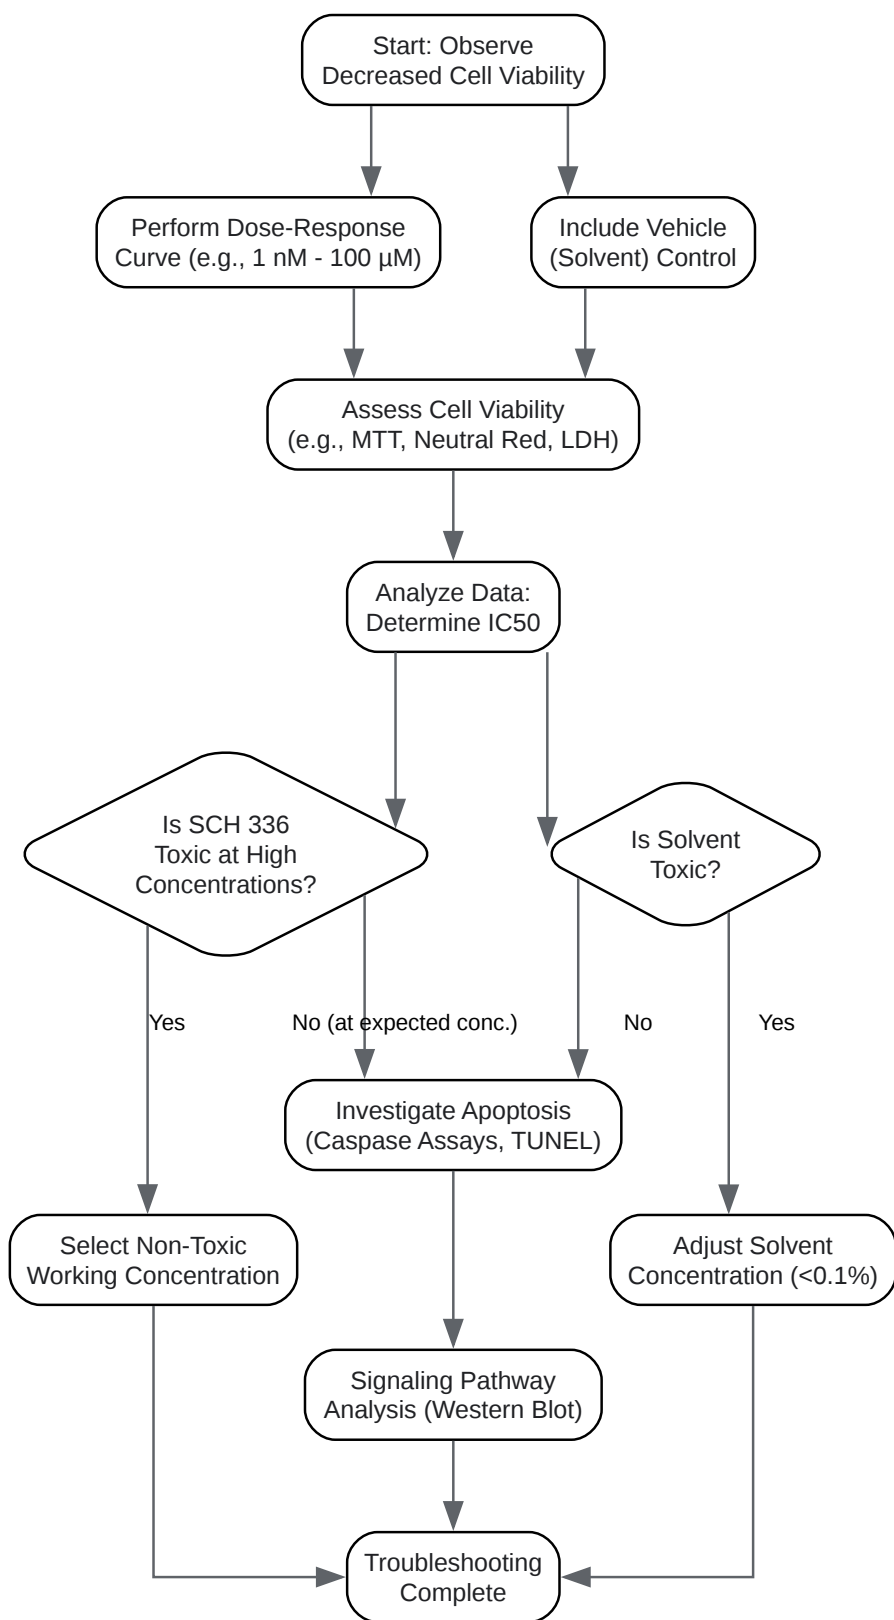 Start: Observe
Decreased Cell Viability
Perform Dose-Response
Curve (e.g., 1 nM - 100 µM)
Include Vehicle
(Solvent) Control
Assess Cell Viability
(e.g., MTT, Neutral Red, LDH)
Analyze Data:
Determine IC50
Is SCH 336
Toxic at High
Concentrations?
Is Solvent
Toxic?
Yes
No (at expected conc.)
No
Yes
Investigate Apoptosis
(Caspase Assays, TUNEL)
Select Non-Toxic
Working Concentration
Adjust Solvent
Concentration (<0.1%)
Signaling Pathway
Analysis (Western Blot)
Troubleshooting
Complete